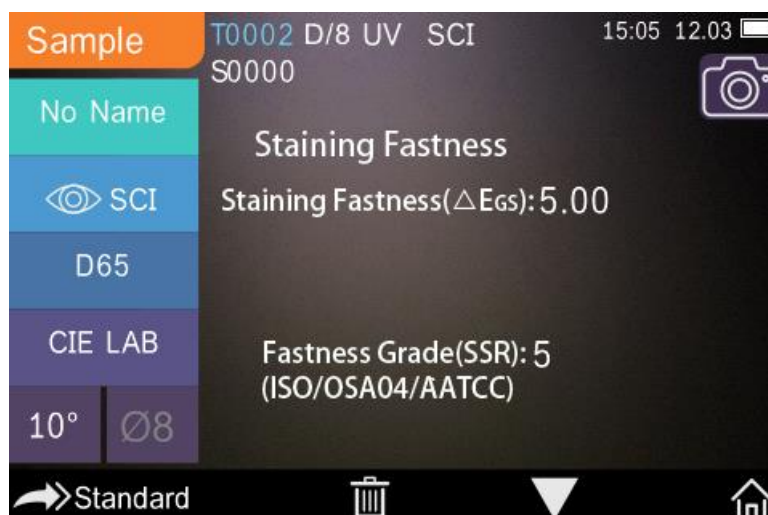 Sample
T0002 D/8 UV SCI
15:05 12.03
S0000
No Name
SCI
D65
CIE LAB
10° Ø8
Staining Fastness
Staining Fastness(△EGS):5.00
Fastness Grade(SSR): 5
(ISO/OSA04/AATCC)
Standard